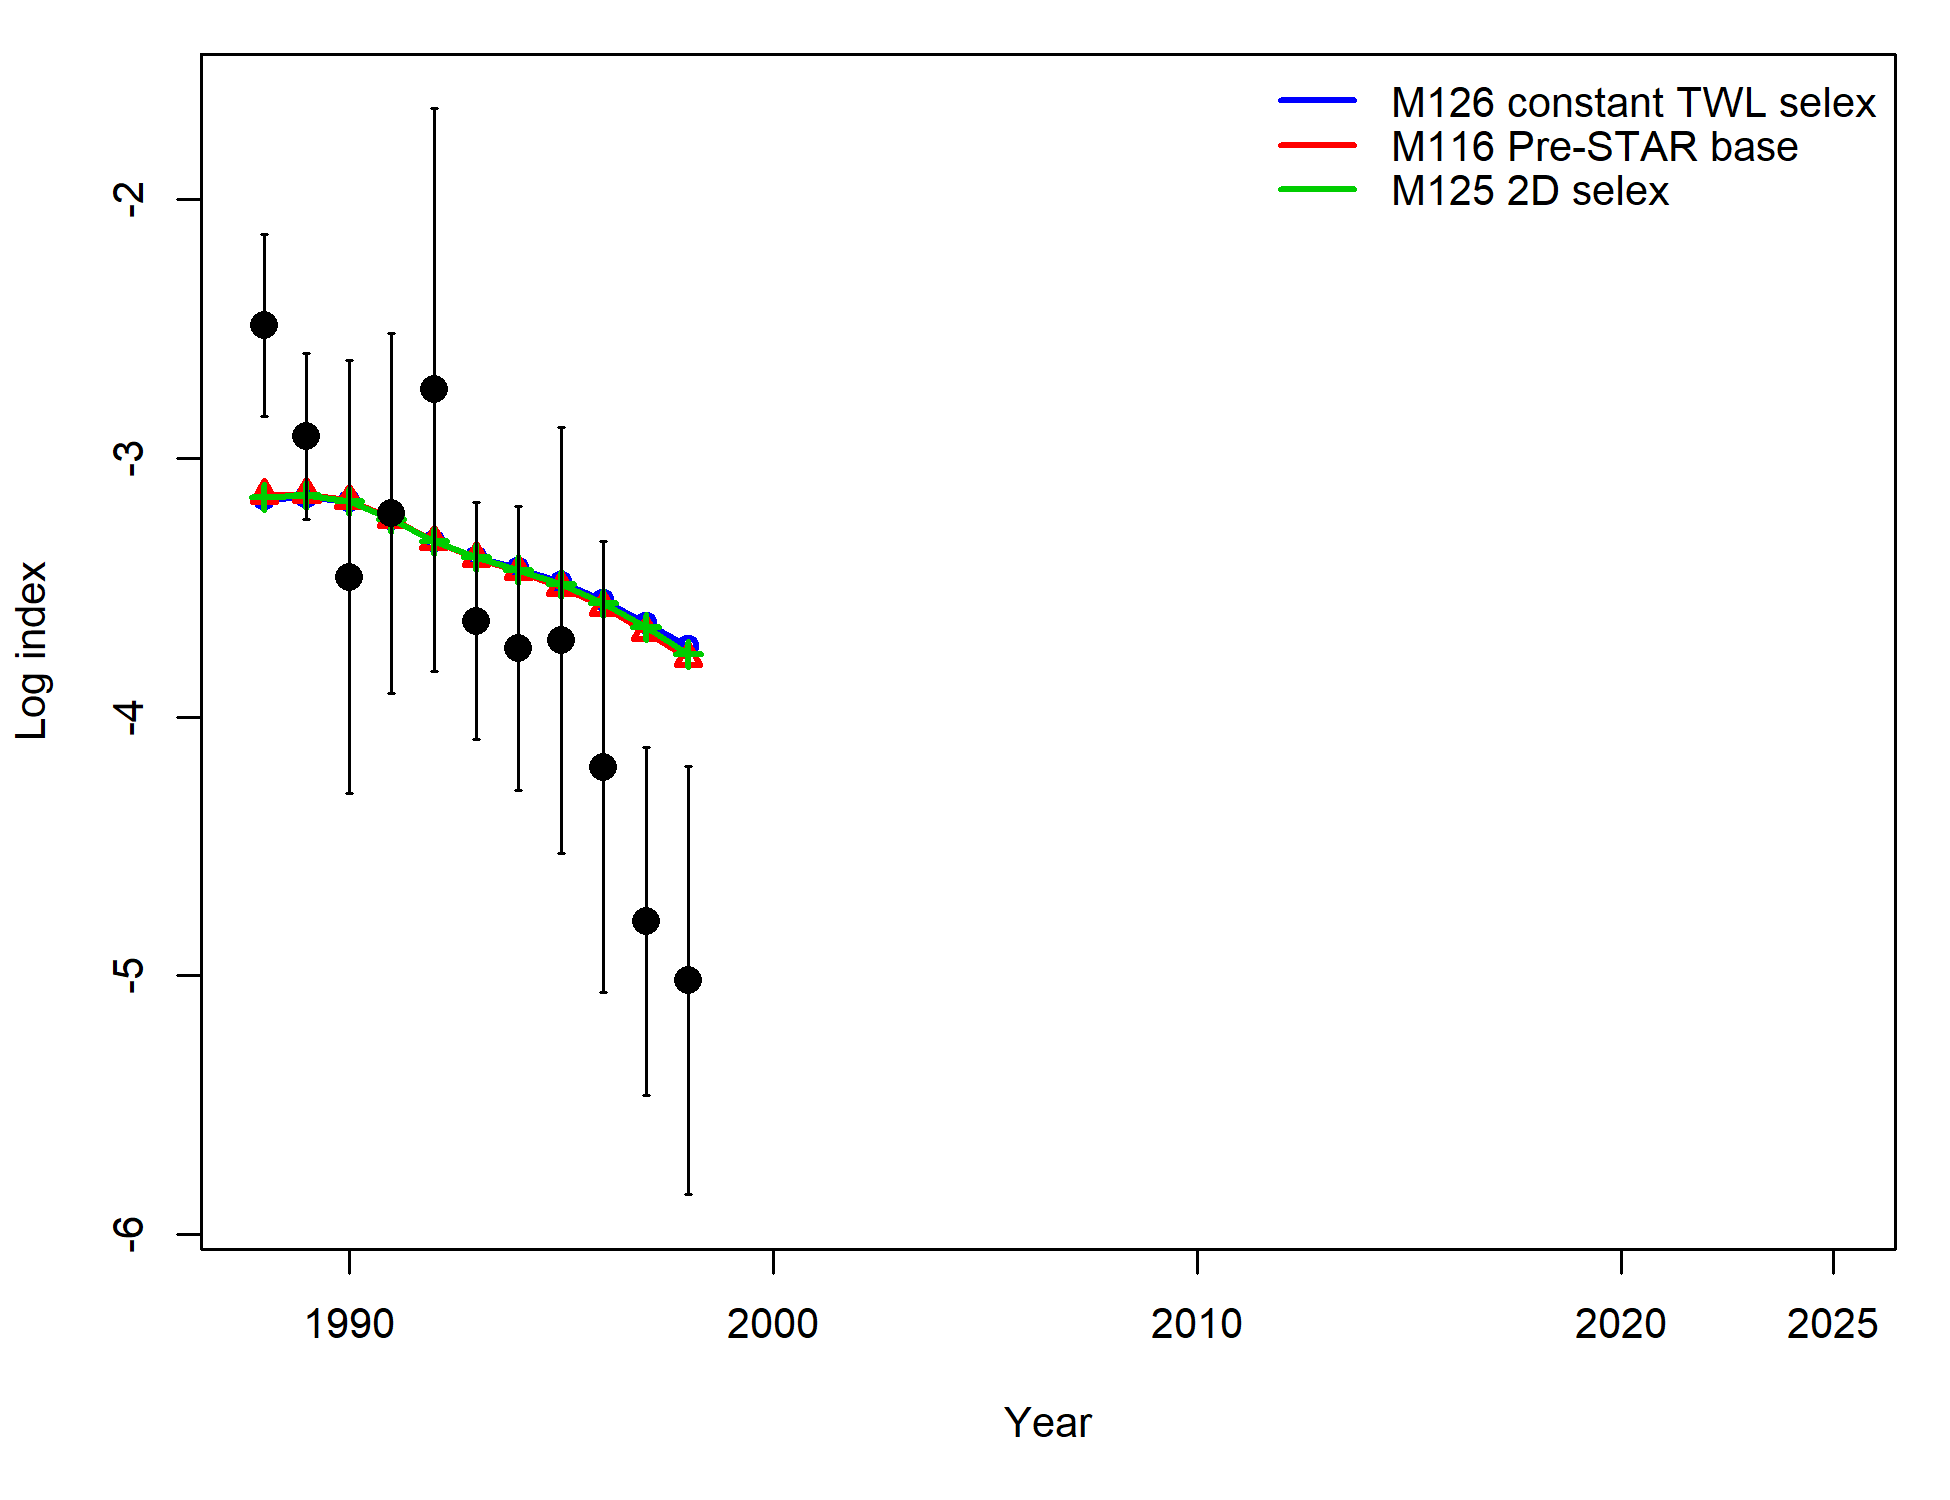 M126 constant TWL selex
M116 Pre-STAR base
M125 2D selex
-2
-3
-4
-5
-6
Log index
1990 2000 2010 2020 2025
Year